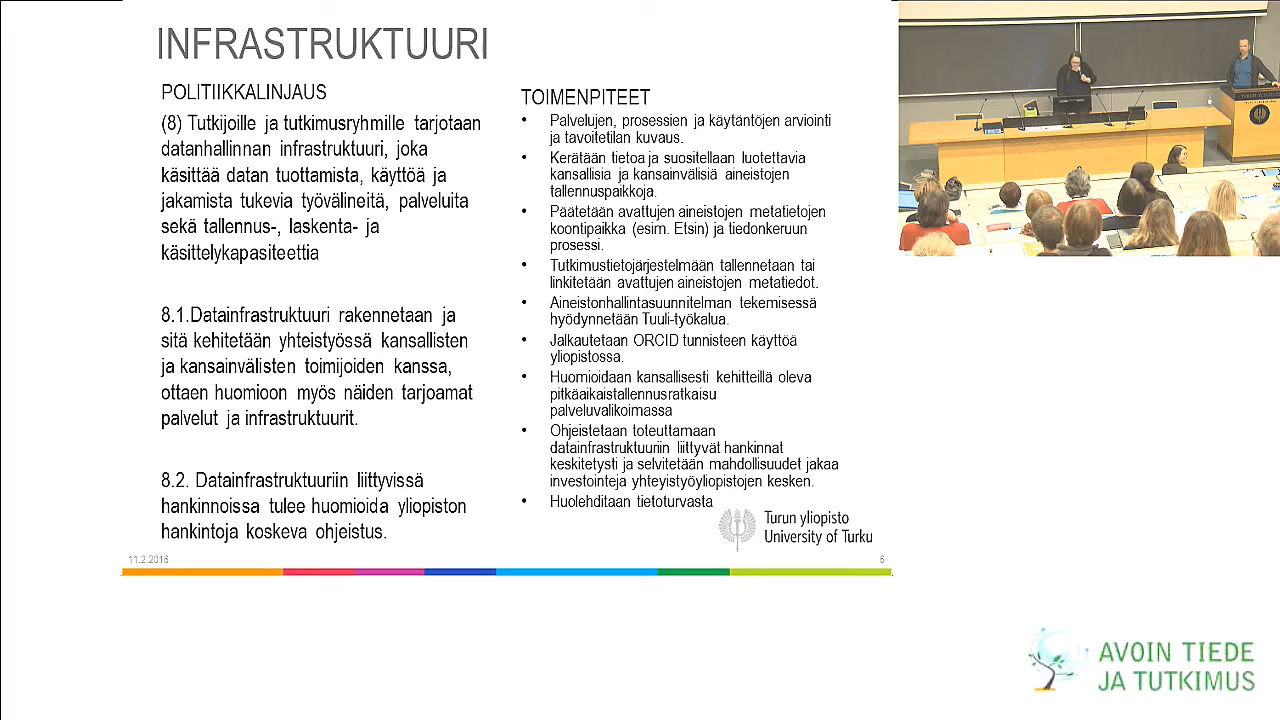 INFRASTRUKTUURI
POLITIIKKALINJAUS
(8) Tutkijoille ja tutkimusryhmille tarjotaan
datanhallinnan infrastruktuuri, joka
käsittää datan tuottamista, käyttöä ja
jakamista tukevia työvälineitä, palveluita
sekä tallennus-, laskenta- ja
käsittelykapasiteettia
8.1.Datainfrastruktuuri rakennetaan ja
sitä kehitetään yhteistyössä kansallisten
ja kansainvälisten toimijoiden kanssa,
ottaen huomioon myös näiden tarjoamat
palvelut ja infrastruktuurit.
8.2. Datainfrastruktuuriin liittyvissä
hankinnoissa tulee huomioida yliopiston
hankintoja koskeva ohjeistus.
TOIMENPITEET
• Palvelujen, prosessien ja käytäntöjen arviointi
ja tavoitetilan kuvaus.
• Kerätään tietoa ja suositellaan luotettavia
kansallisia ja kansainvälisiä aineistojen
tallennuspaikkoja.
• Päätetään avattujen aineistojen metatietojen
koontipaikka (esim. Etsin) ja tiedonkeruun
prosessi.
• Tutkimustietojärjestelmään tallennetaan tai
linkitetään avattujen aineistojen metatiedot.
• Aineistonhallintasuunnitelman tekemisessä
hyödynnetään Tuuli-työkalua.
• Jalkautetaan ORCID tunnisteen käyttöä
yliopistossa.
• Huomioidaan kansallisesti kehitteillä oleva
pitkäaikaistallennusratkaisu
palveluvalikoimassa
• Ohjeistetaan toteuttamaan
datainfrastruktuuriin liittyvät hankinnat
keskitetysti ja selvitetään mahdollisuudet jakaa
investointeja yhteyistyöyliopistojen kesken.
• Huolehditaan tietoturvasta
Turun yliopisto
University of Turku
11.2.2016
6
AVOIN TIEDE
JA TUTKIMUS